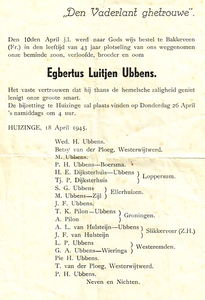 „Den Vaderlant ghetrouwe".
Den 10den April j.l. werd naar Gods wijs bestel te Bakkeveen
(Fr.) in den leeftijd van 43 jaar plotseling van ons weggenomen
onze beminde zoon, verloofde, broeder en oom
Egbertus Luitjen Ubbens.
Het vaste vertrouwen dat hij thans de hemelsche zaligheid geniet
lenigt onze groote smart.
De bijzetting te Huizinge zal plaats vinden op Donderdag 26 April
's namiddags om 4 uur.
HUIZINGE, 18 April 1945.
Wed. H. Ubbens.
Betsy van der Ploeg, Westerwijtwerd.
M. Ubbens.
P. H. Ubbens—Boersma.
H. E. Dijksterhuis—Ubbens
Tj. P. Dijksterhuis
} Loppersum.
S. G. Ubbens
M. Ubbens—Zijl
} Ellerhuizen.
J. F. Ubbens.
T. K. Pilon—Ubbens
A. Pilon
} Groningen.
A. L. van Hulsteijn—Ubbens
J. F. van Hulsteijn
} Slikkerveer (Z.H.)
L. P. Ubbens
G. A. Ubbens—Wieringa
} Westeremden.
Pie H. Ubbens.
T. van der Ploeg, Westerwijtwerd.
P. H. Ubbens.
Neven en Nichten.